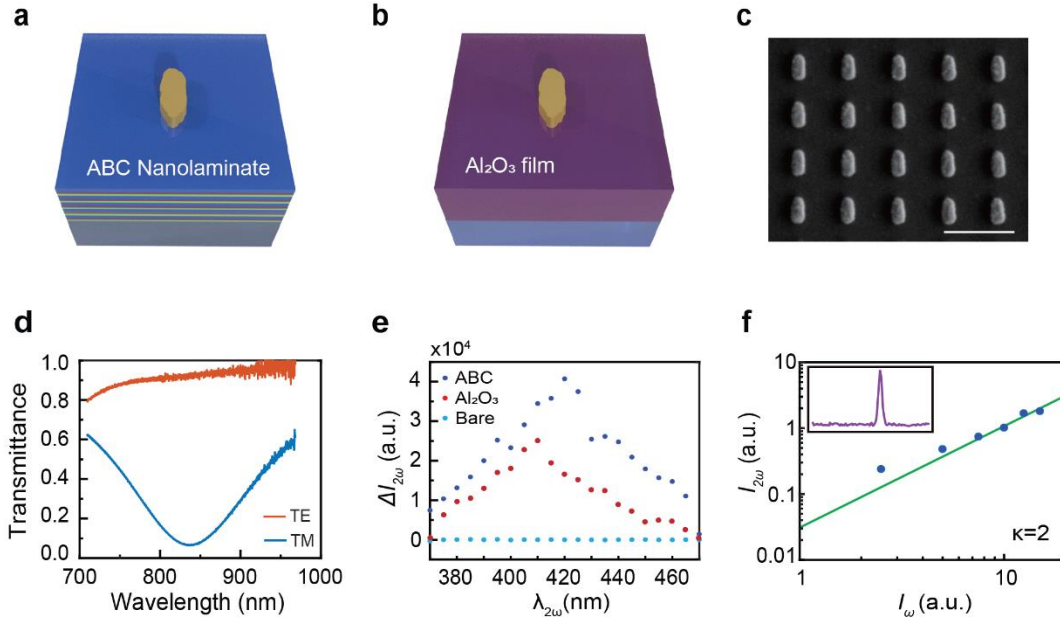 a
ABC Nanolaminate
b
Al₂O₃ film
c
d
Transmittance
1.0
0.8
0.6
0.4
0.2
0.0
TE
TM
700
800
900
1000
Wavelength (nm)
e
x10⁴
ΔI₂ω (a.u.)
4
3
2
1
0
ABC
Al₂O₃
Bare
380
400
420
440
460
λ₂ω(nm)
f
I₂ω (a.u.)
10
1
0.1
0.01
κ=2
1
10
Iω (a.u.)